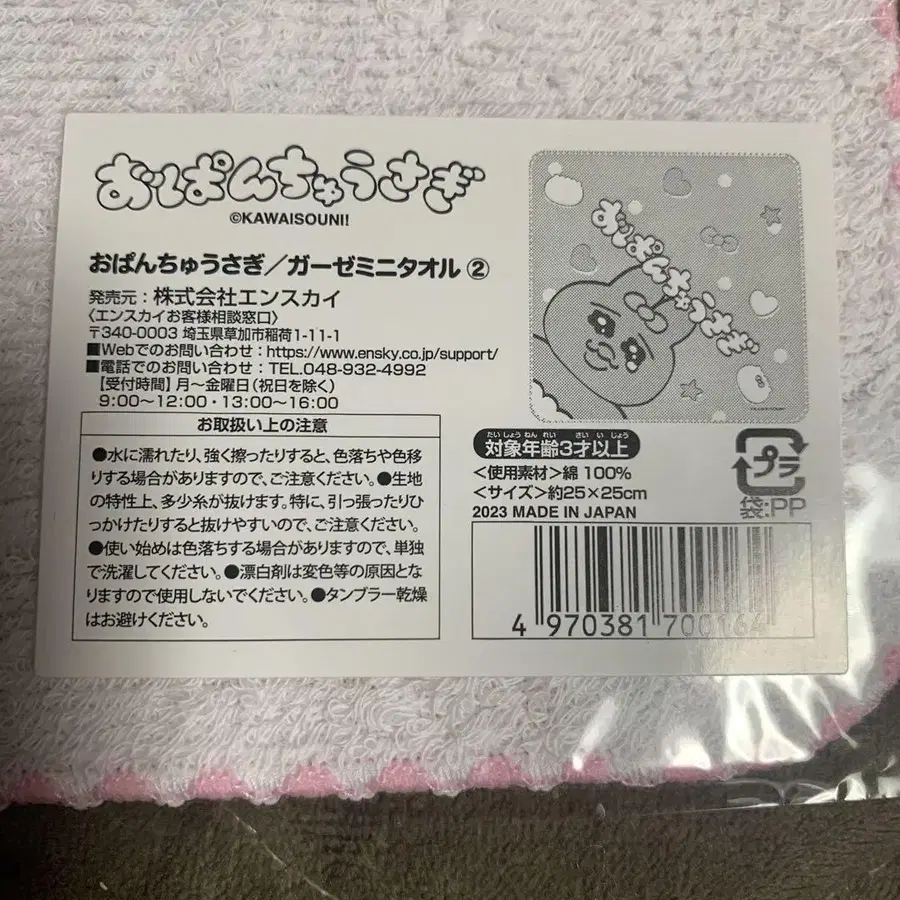 おぱんちゅうさぎ
©KAWAISOUNI!
おぱんちゅうさぎ／ガーゼミニタオル ②
発売元：株式会社エンスカイ
〈エンスカイお客様相談窓口〉
〒340-0003 埼玉県草加市稲荷1-11-1
■Webでのお問い合わせ：https://www.ensky.co.jp/support/
■電話でのお問い合わせ：TEL.048-932-4992
【受付時間】月～金曜日(祝日を除く)
9:00～12:00・13:00～16:00
お取扱い上の注意
●水に濡れたり、強く擦ったりすると、色落ちや色移
りする場合がありますので、ご注意ください。●生地
の特性上、多少糸が抜けます。特に、引っ張ったりひ
っかけたりすると抜けやすいので、ご注意ください。
●使い始めは色落ちする場合がありますので、単独
で洗濯してください。●漂白剤は変色等の原因とな
りますので使用しないでください。●タンブラー乾燥
はお避けください。
おぱんちゅうさぎ
たいしょうねんれい さいいじょう
対象年齢3才以上
<使用素材>綿 100%
<サイズ>約25×25cm
2023 MADE IN JAPAN
プラ
袋:PP
4 970381 700164